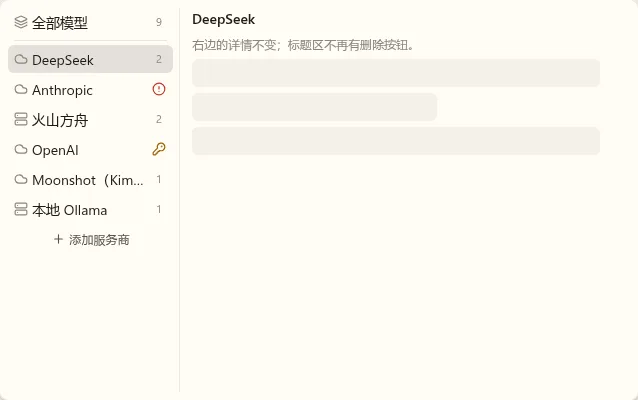 全部模型 9
DeepSeek 2
Anthropic
火山方舟 2
OpenAI
Moonshot（Kim... 1
本地 Ollama 1
添加服务商
DeepSeek
右边的详情不变；标题区不再有删除按钮。